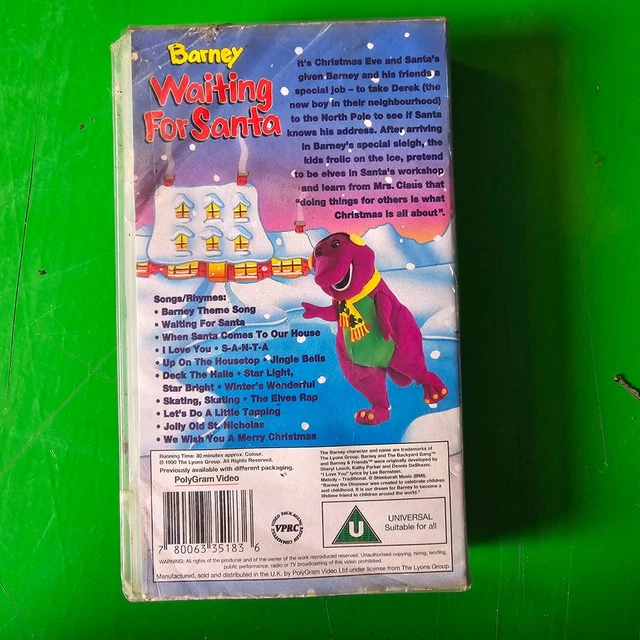 Barney
Waiting
For Santa
It's Christmas Eve and Santa's
given Barney and his friends a
special job – to take Derek (the
new boy in their neighbourhood)
to the North Pole to see if Santa
knows his address. After arriving
in Barney's special sleigh, the
kids frolic on the ice, pretend
to be elves in Santa's workshop
and learn from Mrs. Claus that
"doing things for others is what
Christmas is all about".
Songs/Rhymes:
• Barney Theme Song
• Waiting For Santa
• When Santa Comes To Our House
• I Love You • S-A-N-T-A
• Up On The Housetop • Jingle Bells
• Deck The Halls • Star Light,
Star Bright • Winter's Wonderful
• Skating, Skating • The Elves Rap
• Let's Do A Little Tapping
• Jolly Old St. Nicholas
• We Wish You A Merry Christmas
Running Time: 30 minutes approx. Colour.
© 1990 The Lyons Group. All Rights Reserved.
Previously available with different packaging.
PolyGram Video
The Barney character and name are trademarks of
The Lyons Group. Barney and The Backyard Gang™
and Barney & Friends™ were originally developed by
Sheryl Leach, Kathy Parker and Dennis DeShazer.
"I Love You" lyrics by Lee Bernstein.
Melody – Traditional. © Shimbarah Music (BMI).
"Barney the Dinosaur was created to celebrate children
and childhood. It is our dream for Barney to become a
lifetime friend to children around the world."
7 80063 35183 6
VIDEO PACKAGING REVIEW COMMITTEE
VPRC
U
UNIVERSAL
Suitable for all
WARNING: All rights of the producer and of the owner of the work reproduced reserved. Unauthorised copying, hiring, lending,
public performance, radio or TV broadcasting of this video prohibited.
Manufactured, sold and distributed in the U.K. by PolyGram Video Ltd under license from The Lyons Group.